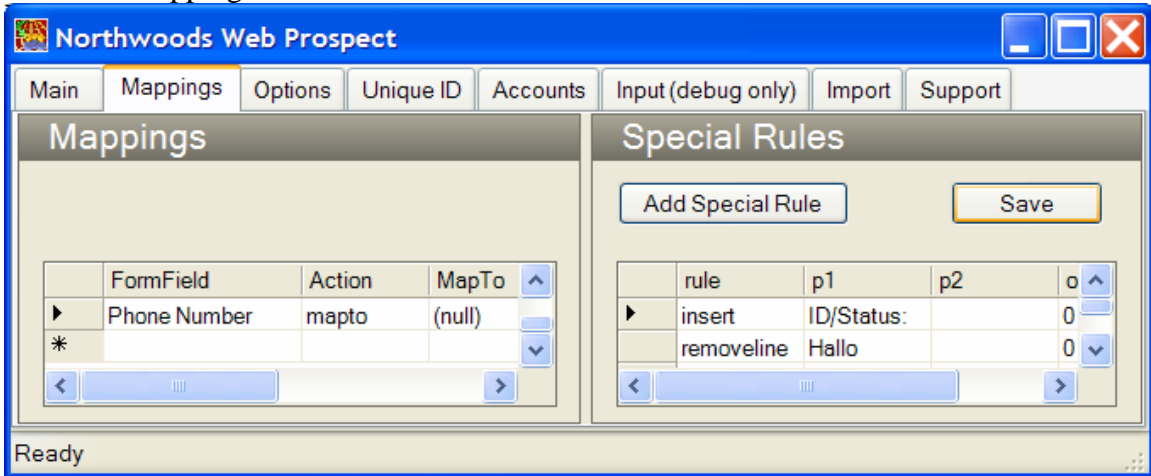 Northwoods Web Prospect
Main Mappings Options Unique ID Accounts Input (debug only) Import Support
Mappings
FormField Action MapTo
Phone Number mapto (null)
Special Rules
Add Special Rule Save
rule p1 p2 o
insert ID/Status: 0
removeline Hallo 0
Ready